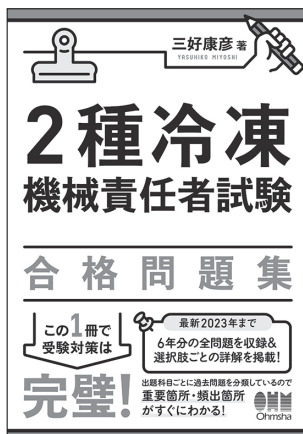 三好康彦 著
YASUHIKO MIYOSHI
2種冷凍
機械責任者試験
合格問題集
この1冊で
受験対策は
完璧!
最新2023年まで
6年分の全問題を収録&
選択肢ごとの詳解を掲載!
出題科目ごとに過去問題を分類しているので
重要箇所・頻出箇所
がすぐにわかる!
OHM
Ohmsha